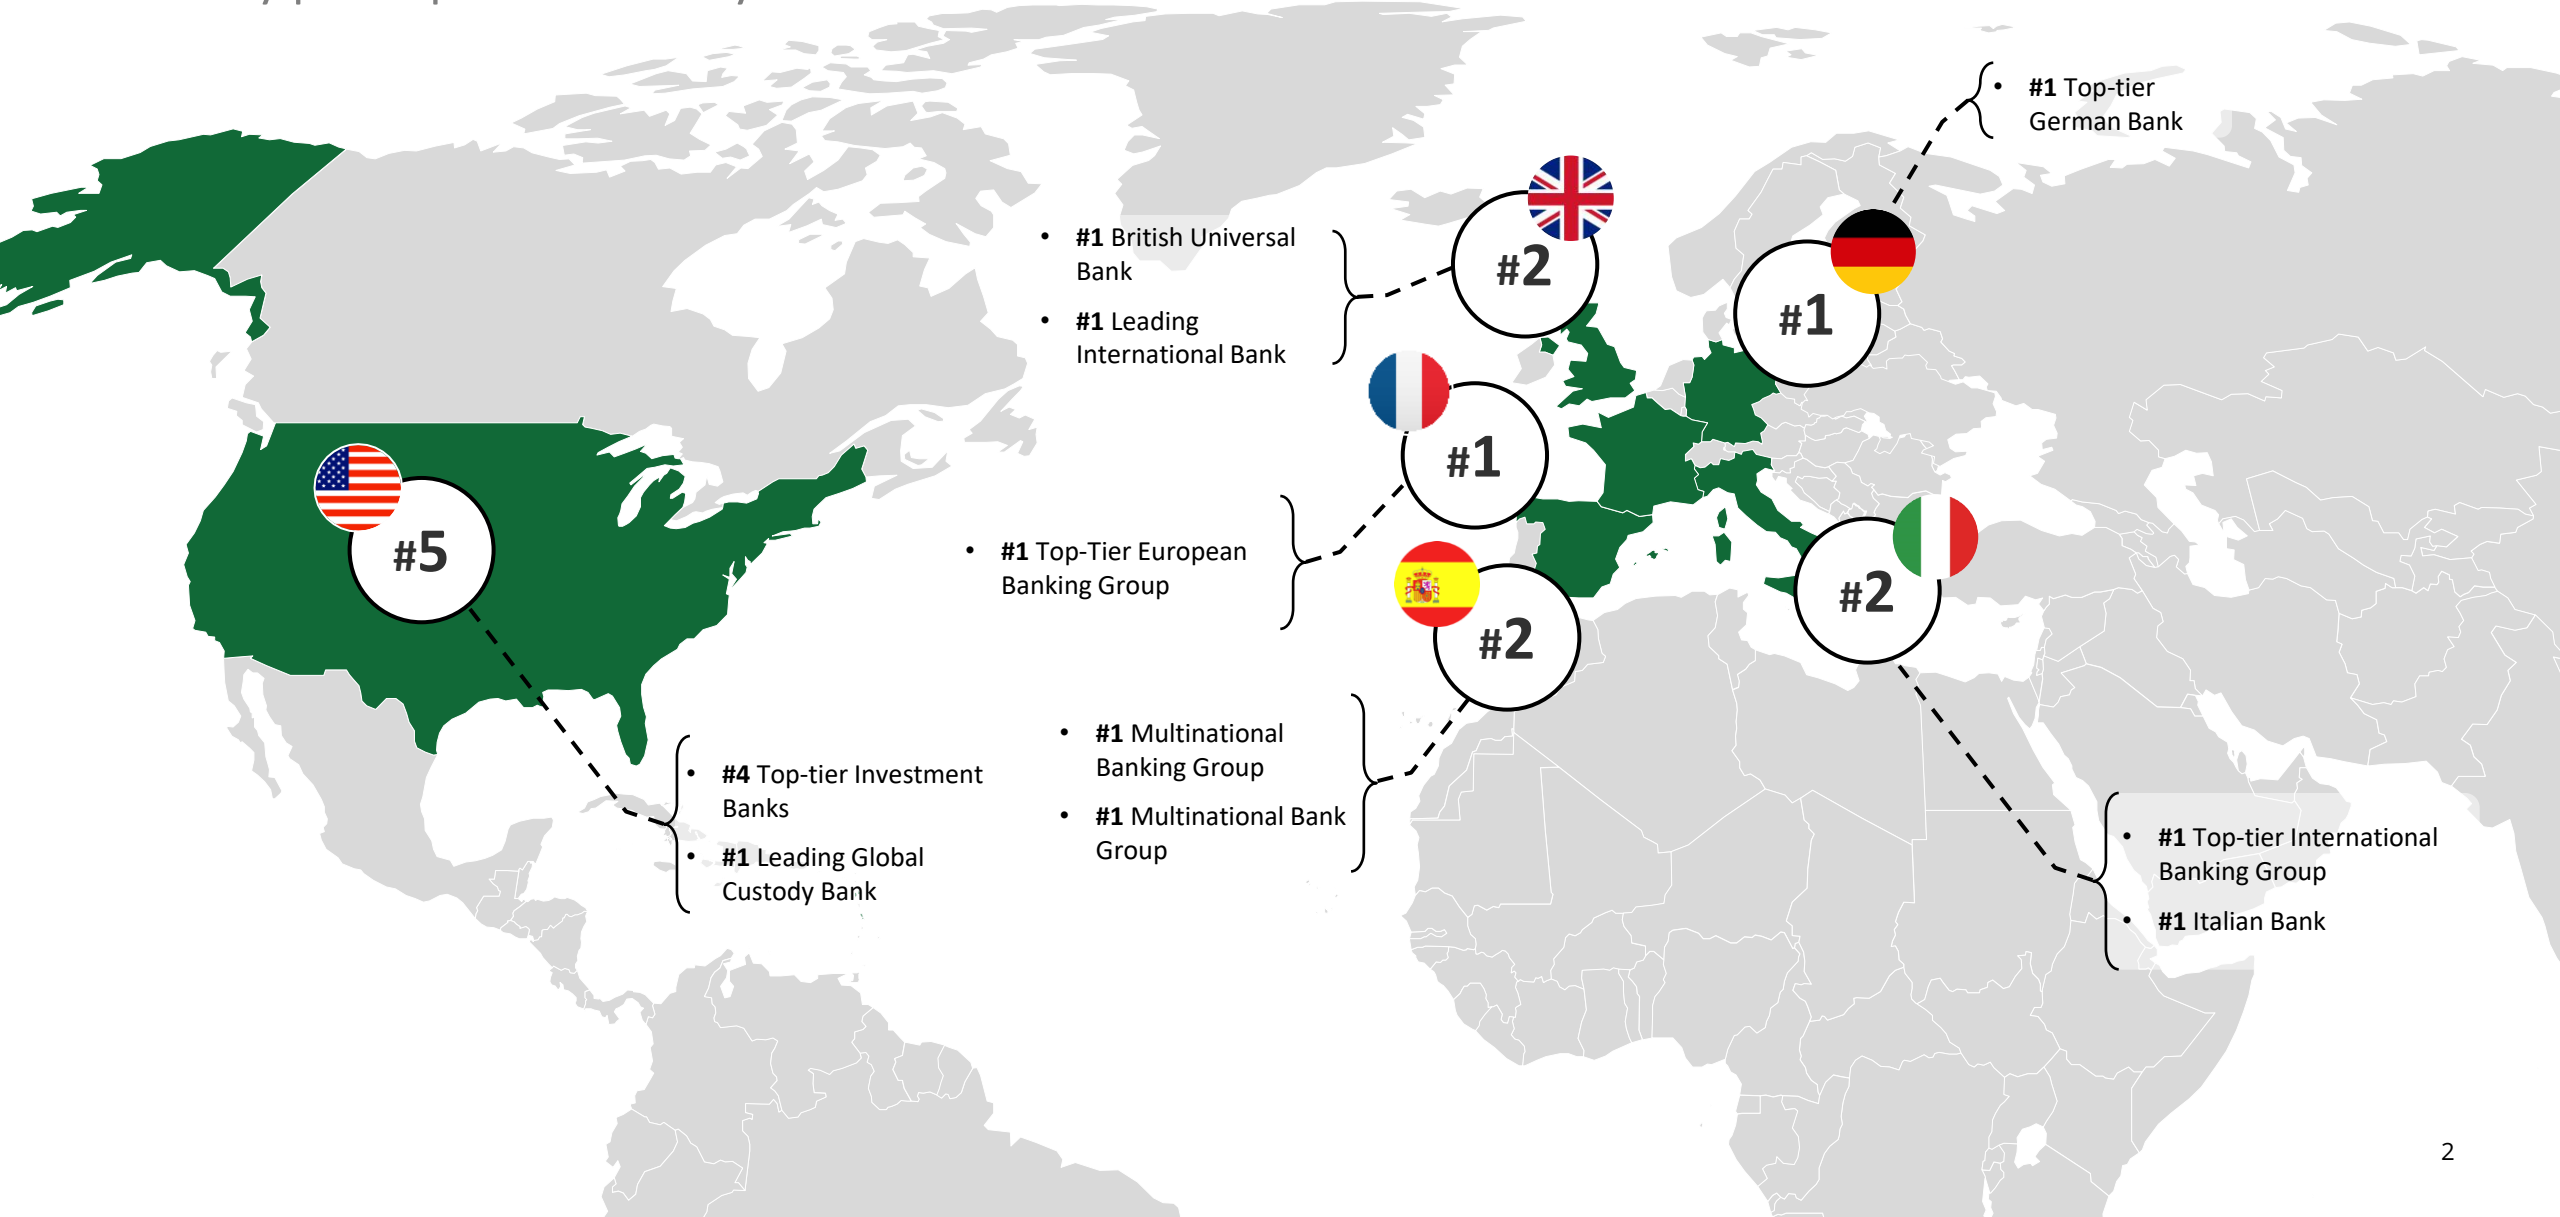 • #1 Top-tier
German Bank
#2
• #1 British Universal
Bank
• #1 Leading
International Bank
#1
#1
• #1 Top-Tier European
Banking Group
#5
#2
#2
• #1 Multinational
Banking Group
• #1 Multinational Bank
Group
• #4 Top-tier Investment
Banks
• #1 Leading Global
Custody Bank
• #1 Top-tier International
Banking Group
• #1 Italian Bank
2